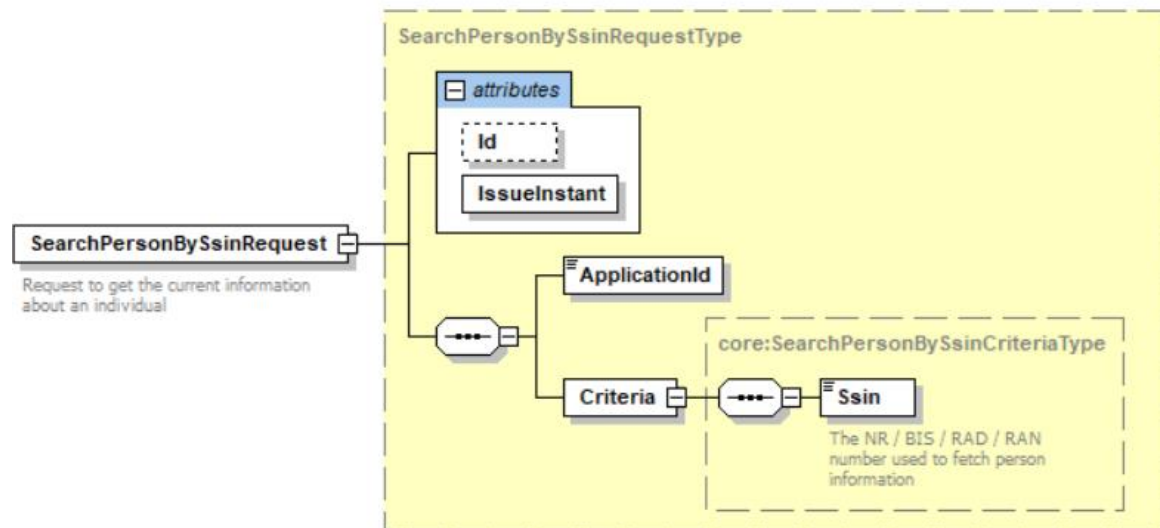 SearchPersonBySsinRequestType
attributes
Id
IssueInstant
SearchPersonBySsinRequest
Request to get the current information
about an individual
ApplicationId
core:SearchPersonBySsinCriteriaType
Criteria
Ssin
The NR / BIS / RAD / RAN
number used to fetch person
information